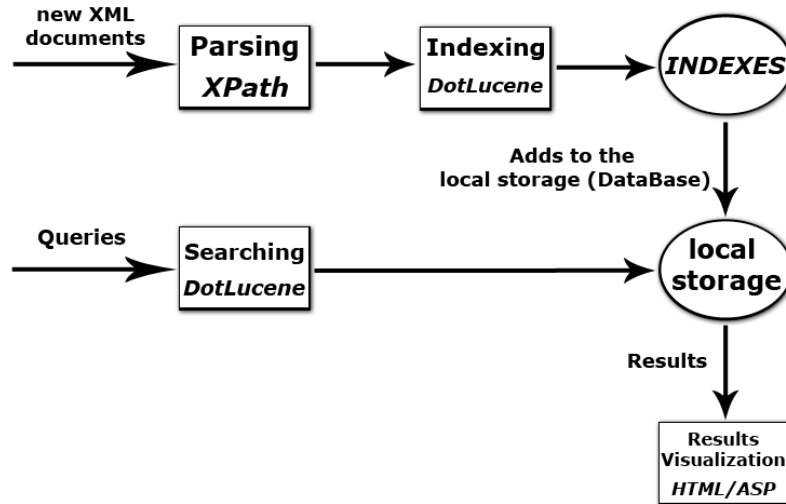 new XML
documents
Parsing
XPath
Indexing
DotLucene
INDEXES
Adds to the
local storage (DataBase)
Queries
Searching
DotLucene
local
storage
Results
Results
Visualization
HTML/ASP